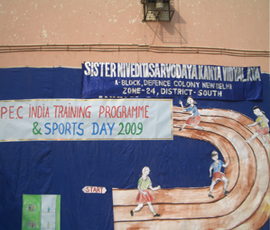 SISTER NIVEDITA SARVODAYA KANYA VIDYALAYA
A-BLOCK, DEFENCE COLONY NEW DELHI
ZONE-24, DISTRICT-SOUTH
P.E.C INDIA TRAINING PROGRAMME
& SPORTS DAY 2009
START